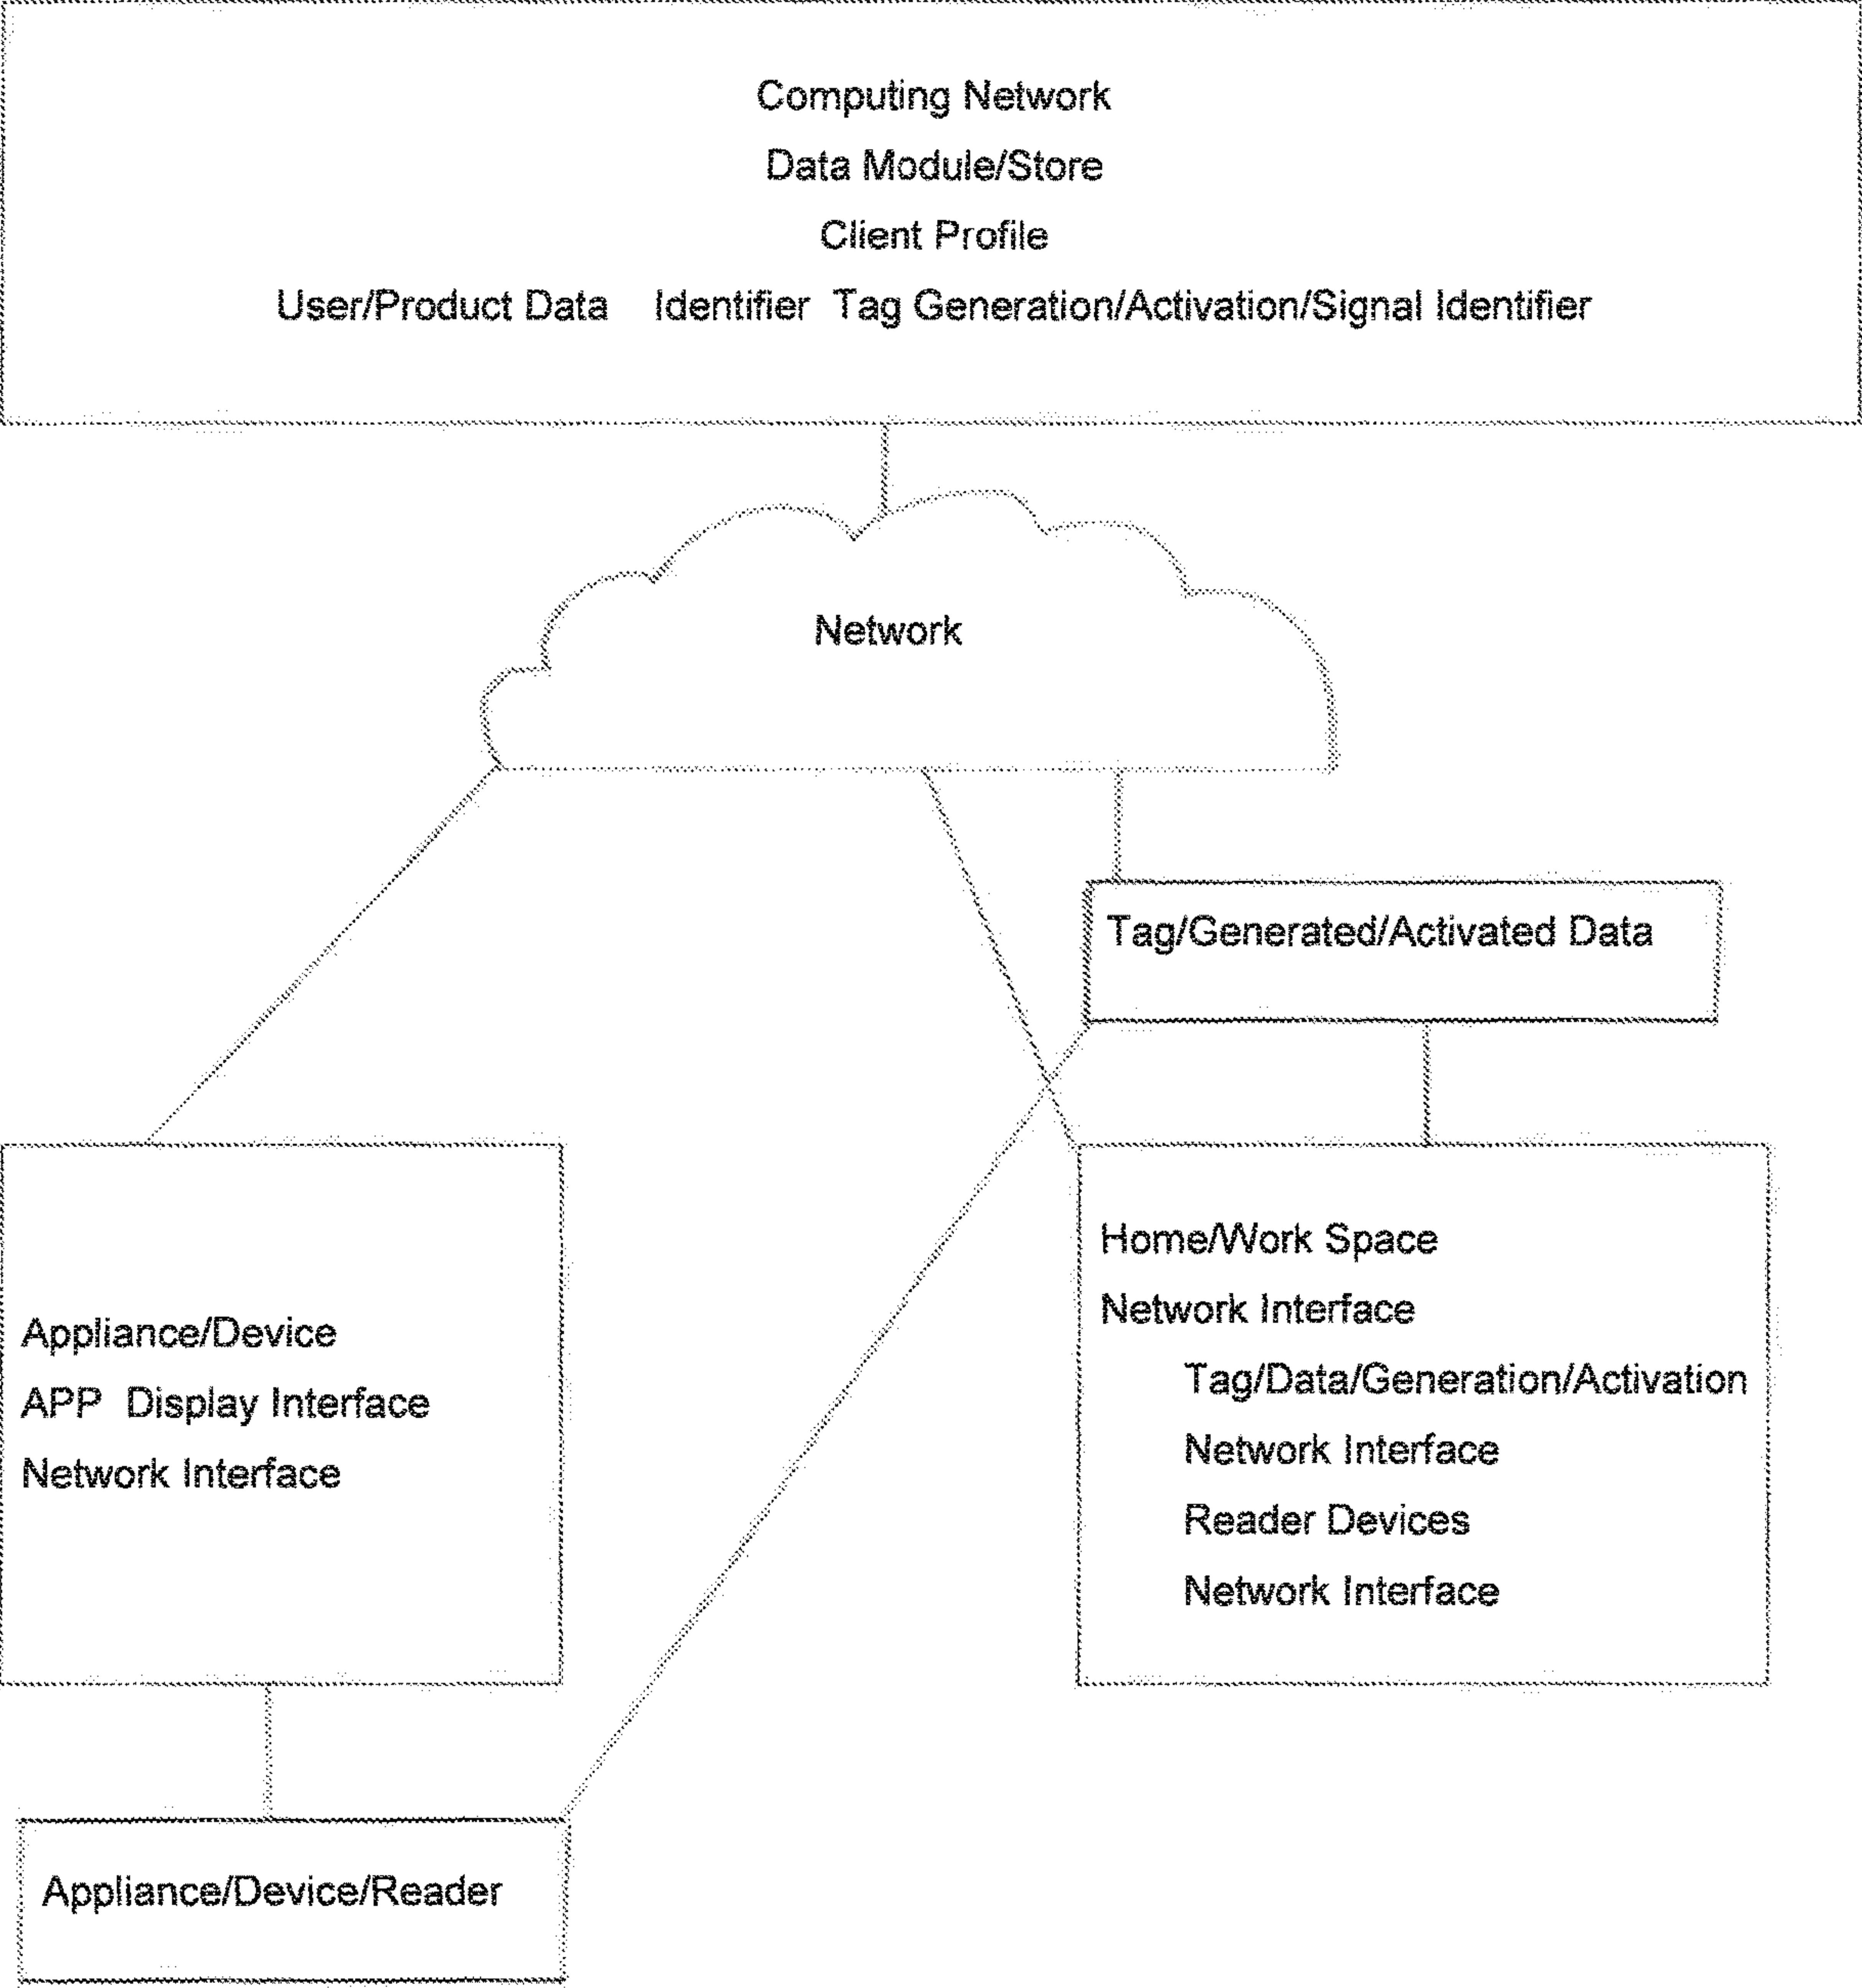 Computing Network
Data Module/Store
Client Profile
User/Product Data Identifier Tag Generation/Activation/Signal Identifier
Network
Tag/Generated/Activated Data
Home/Work Space
Network Interface
Tag/Data/Generation/Activation
Network Interface
Reader Devices
Network Interface
Appliance/Device
APP Display Interface
Network Interface
Appliance/Device/Reader